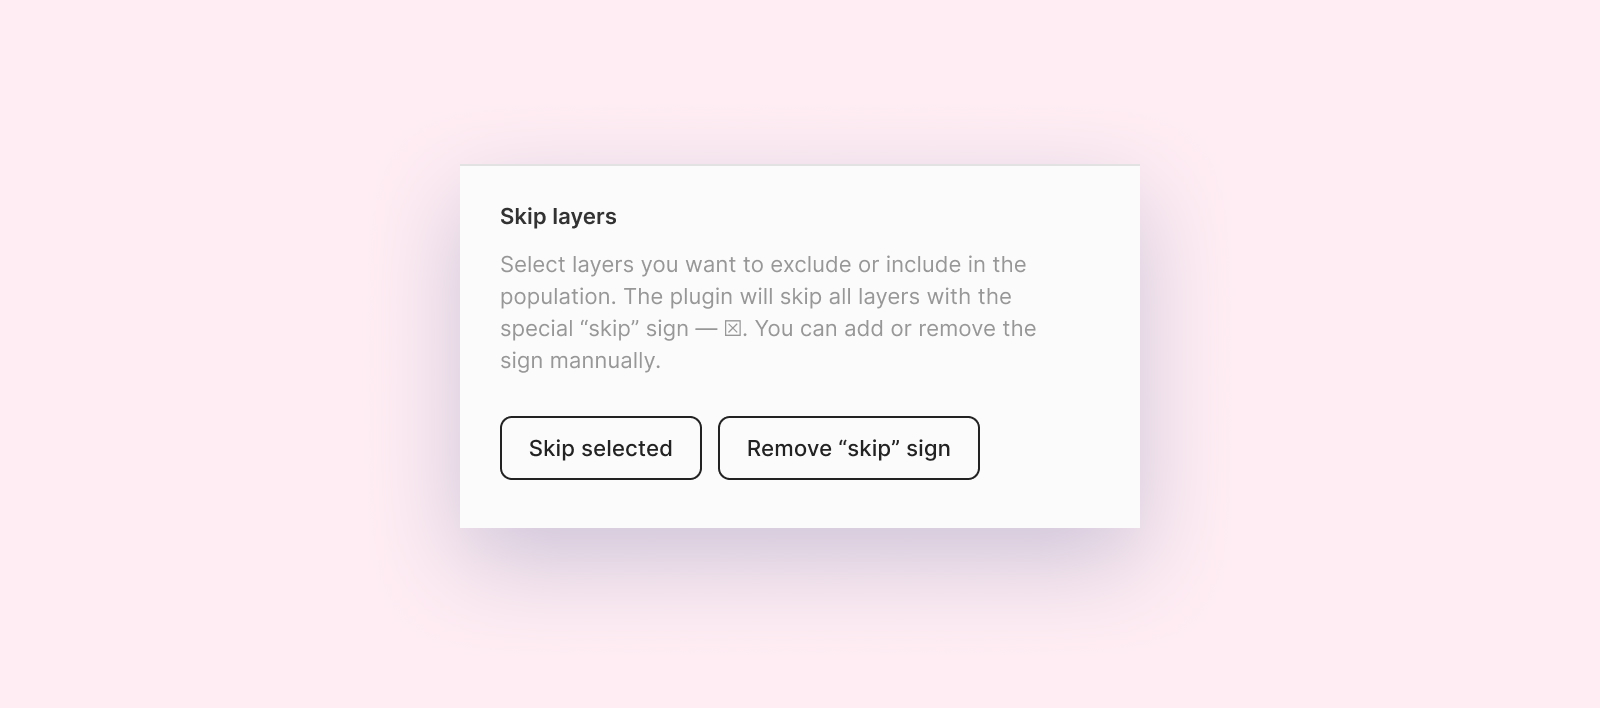 Skip layers
Select layers you want to exclude or include in the
population. The plugin will skip all layers with the
special “skip” sign — ☒. You can add or remove the
sign mannually.
Skip selected
Remove “skip” sign